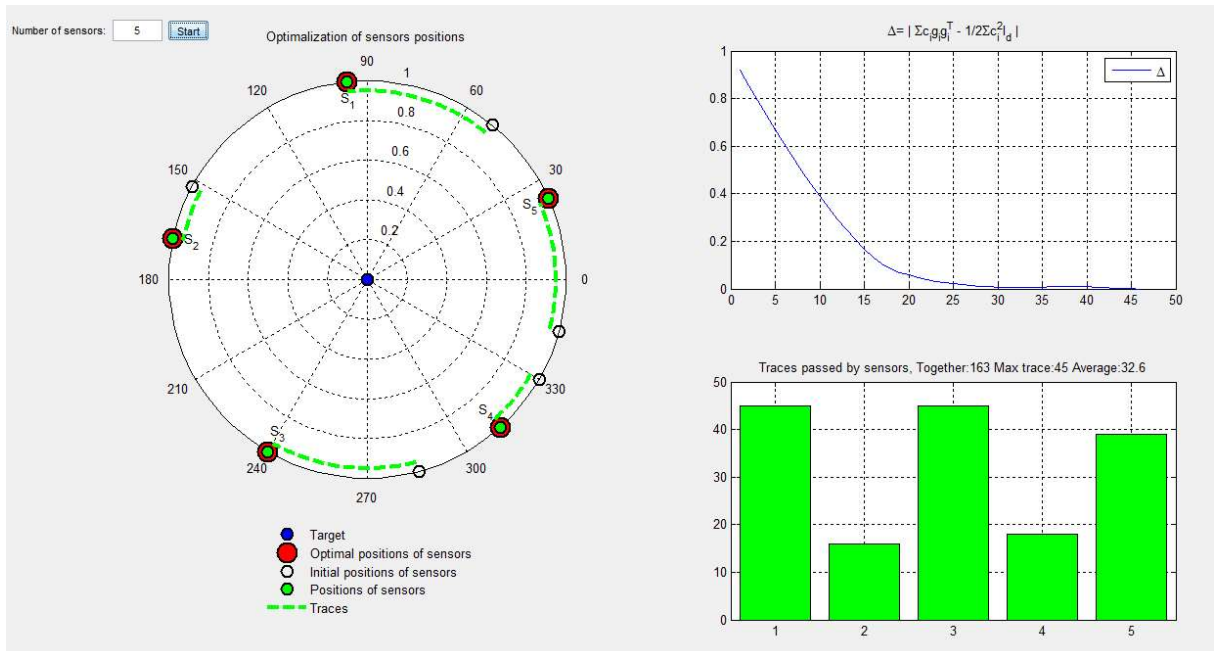 Number of sensors: 5 Start
Optimalization of sensors positions
90
1
120
60
0.8
150
0.6
30
0.4
0.2
S1
S5
S2
180
0
210
330
S4
S3
240
300
270
Target
Optimal positions of sensors
Initial positions of sensors
Positions of sensors
Traces
Δ= | Σcᵢgᵢgᵢᵀ - 1/2Σcᵢ²I_d |
Δ
1
0.8
0.6
0.4
0.2
0
0 5 10 15 20 25 30 35 40 45 50
Traces passed by sensors, Together:163 Max trace:45 Average:32.6
50
40
30
20
10
0
1 2 3 4 5